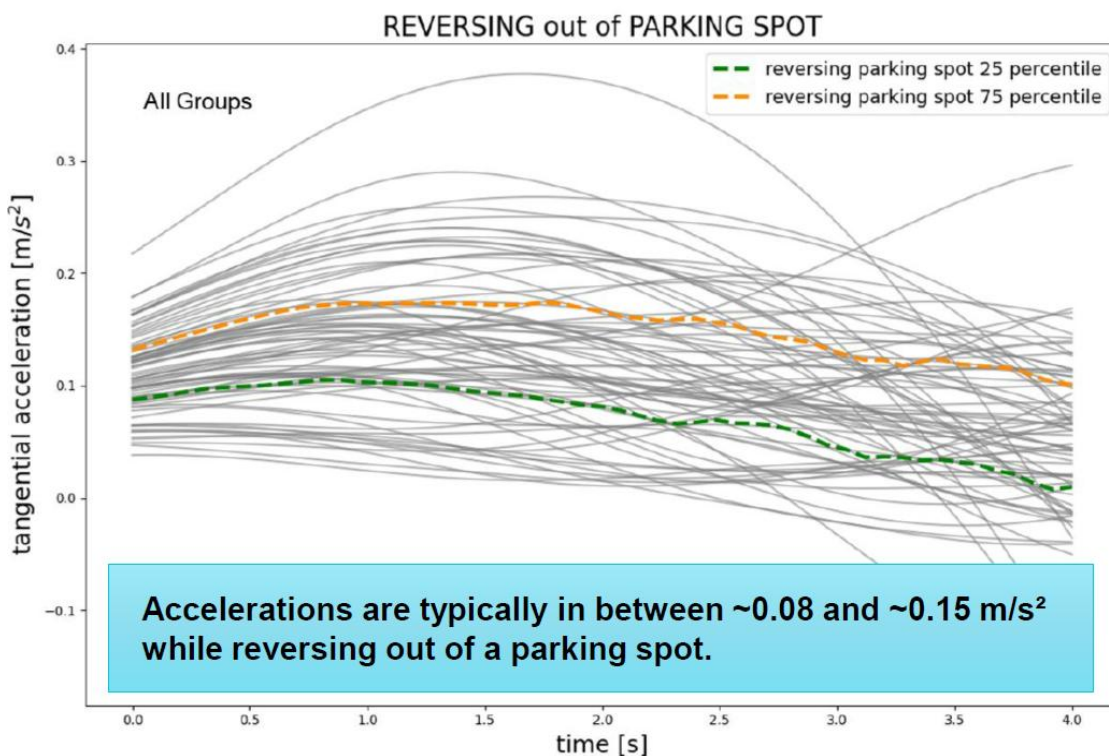 REVERSING out of PARKING SPOT
0.4
0.3
0.2
0.1
0.0
−0.1
tangential acceleration [m/s²]
All Groups
reversing parking spot 25 percentile
reversing parking spot 75 percentile
Accelerations are typically in between ~0.08 and ~0.15 m/s²
while reversing out of a parking spot.
0.0 0.5 1.0 1.5 2.0 2.5 3.0 3.5 4.0
time [s]